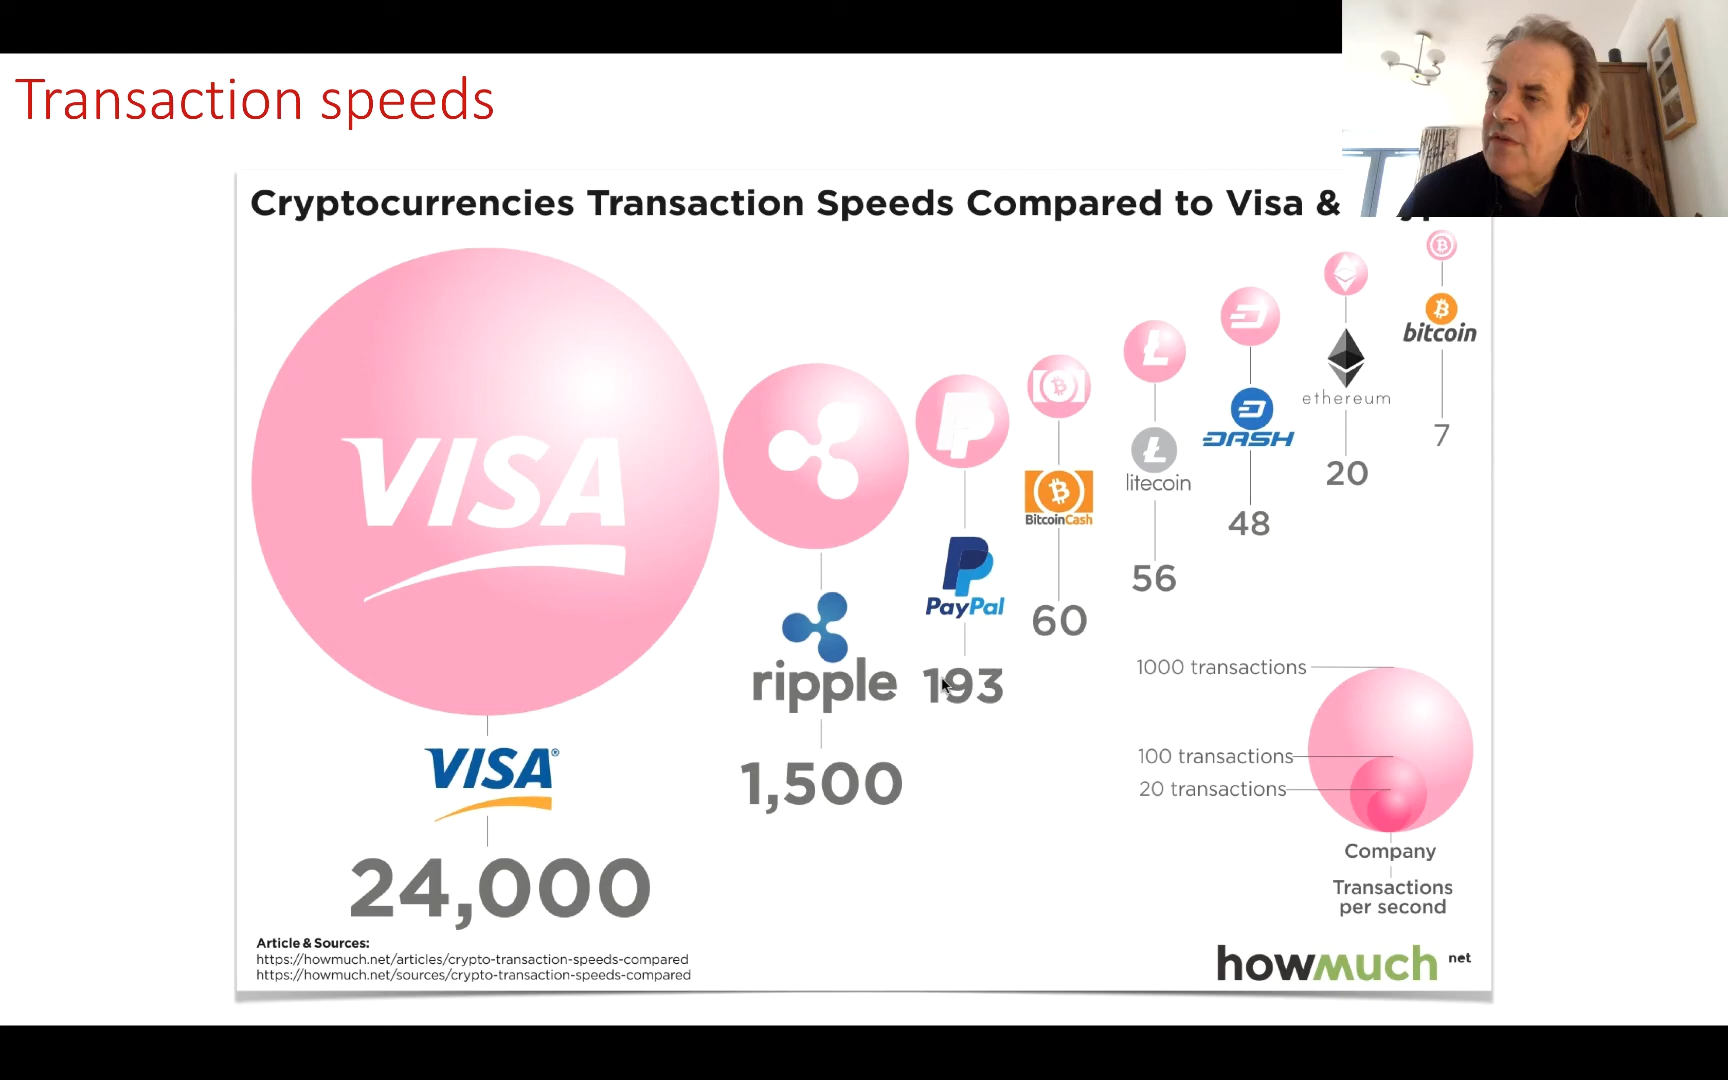 Transaction speeds
Cryptocurrencies Transaction Speeds Compared to Visa &
VISA
VISA
24,000
ripple
1,500
PayPal
193
BitcoinCash
60
litecoin
56
DASH
48
ethereum
20
bitcoin
7
1000 transactions
100 transactions
20 transactions
Company
Transactions
per second
Article & Sources:
https://howmuch.net/articles/crypto-transaction-speeds-compared
https://howmuch.net/sources/crypto-transaction-speeds-compared
howmuch net